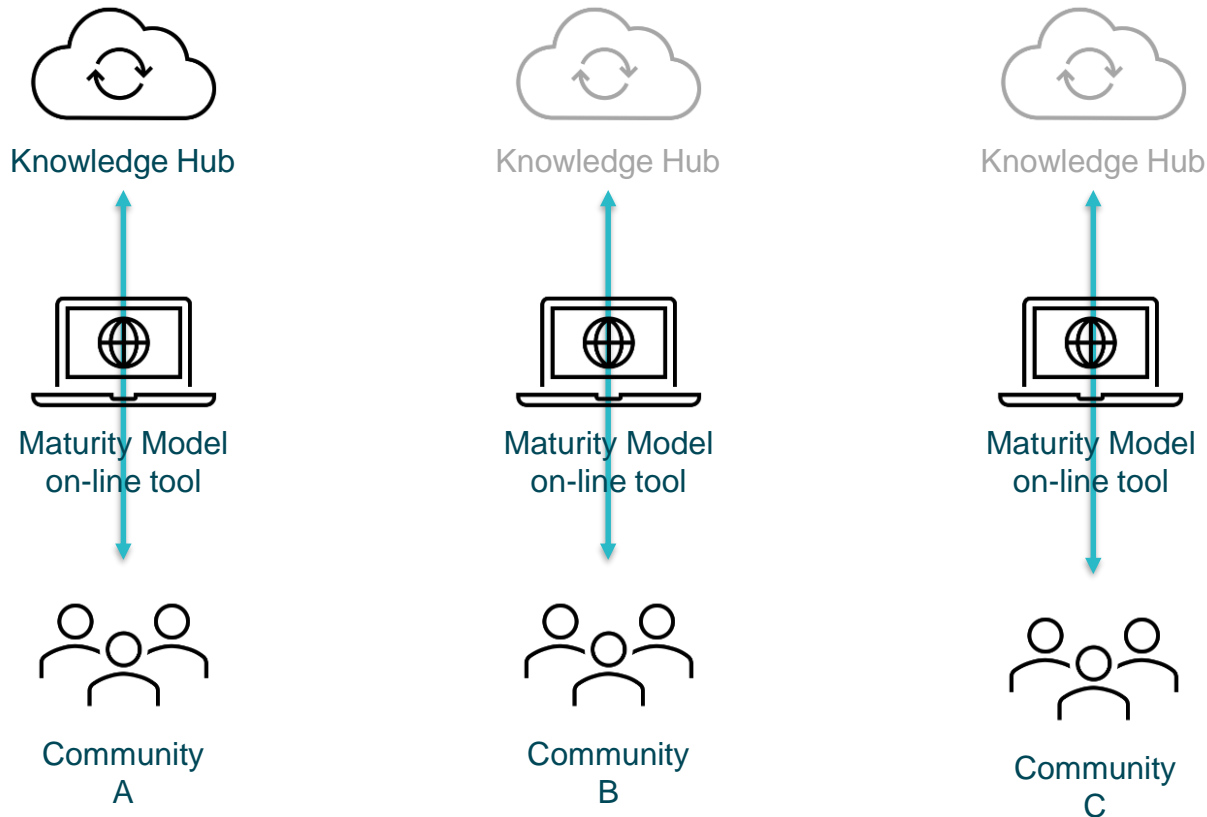 Knowledge Hub
Knowledge Hub
Knowledge Hub
Maturity Model
on-line tool
Maturity Model
on-line tool
Maturity Model
on-line tool
Community
A
Community
B
Community
C